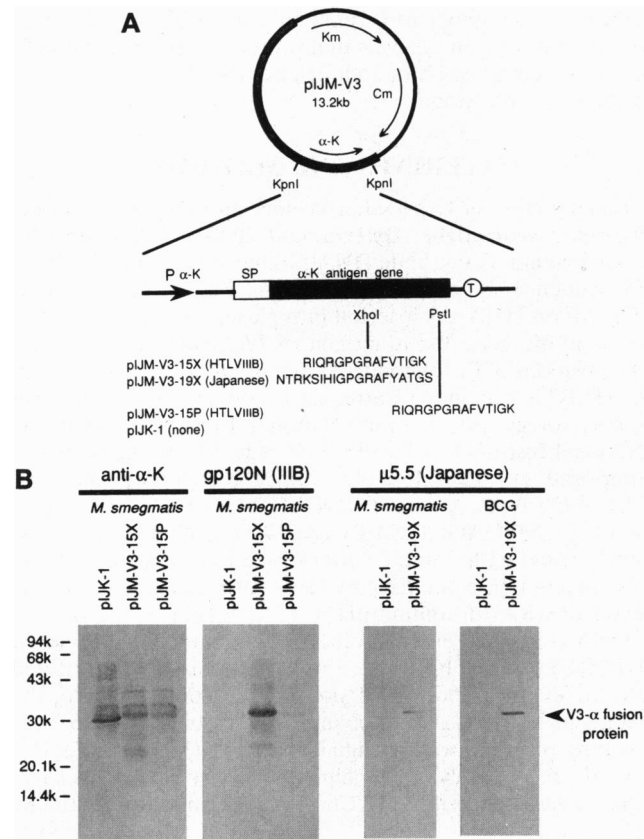 A
Km
pIJM-V3
13.2kb
Cm
α-K
KpnI KpnI
P α-K SP α-K antigen gene T
XhoI PstI
pIJM-V3-15X (HTLVIIIB) RIQRGPGRAFVTIGK
pIJM-V3-19X (Japanese) NTRKSIHIGPGRAFYATGS
pIJM-V3-15P (HTLVIIIB) RIQRGPGRAFVTIGK
pIJK-1 (none)
B anti-α-K gp120N (IIIB) μ5.5 (Japanese)
M. smegmatis M. smegmatis M. smegmatis BCG
pIJK-1 pIJM-V3-15X pIJM-V3-15P pIJK-1 pIJM-V3-15X pIJM-V3-15P pIJK-1 pIJM-V3-19X pIJK-1 pIJM-V3-19X
94k
68k
43k
30k
20.1k
14.4k
V3-α fusion
protein